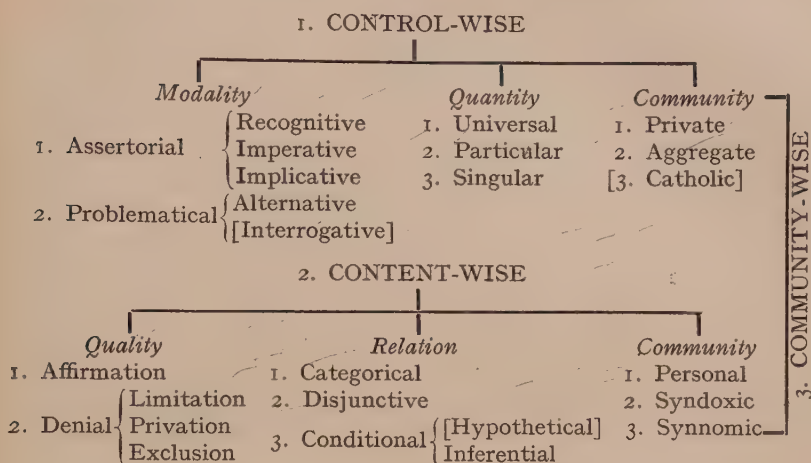 1. CONTROL-WISE
Modality Quantity Community
1. Assertorial Recognitive Imperative Implicative
1. Universal 1. Private
2. Particular 2. Aggregate
3. Singular [3. Catholic]
2. Problematical Alternative [Interrogative]
2. CONTENT-WISE
Quality Relation Community
1. Affirmation 1. Categorical 1. Personal
2. Denial Limitation Privation Exclusion
2. Disjunctive 2. Syndoxic
3. Conditional [Hypothetical] Inferential
3. Synnomic
3. COMMUNITY-WISE